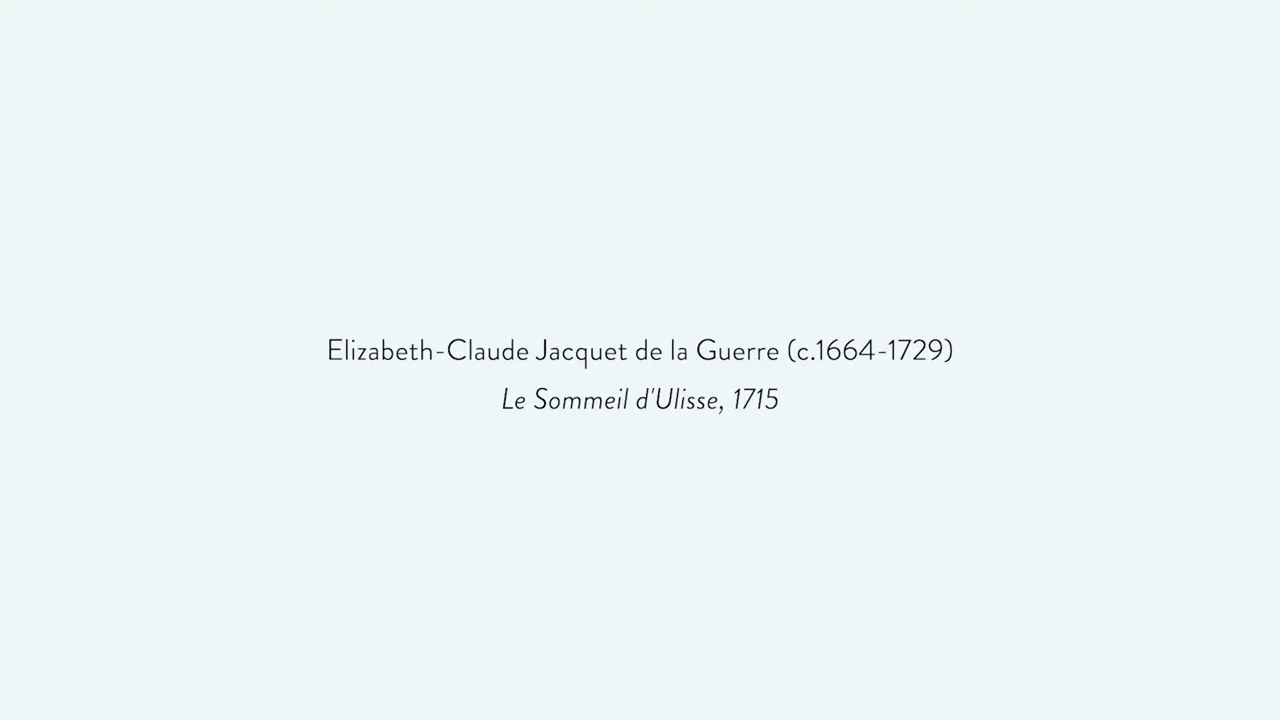 Elizabeth-Claude Jacquet de la Guerre (c.1664-1729)
Le Sommeil d'Ulisse, 1715